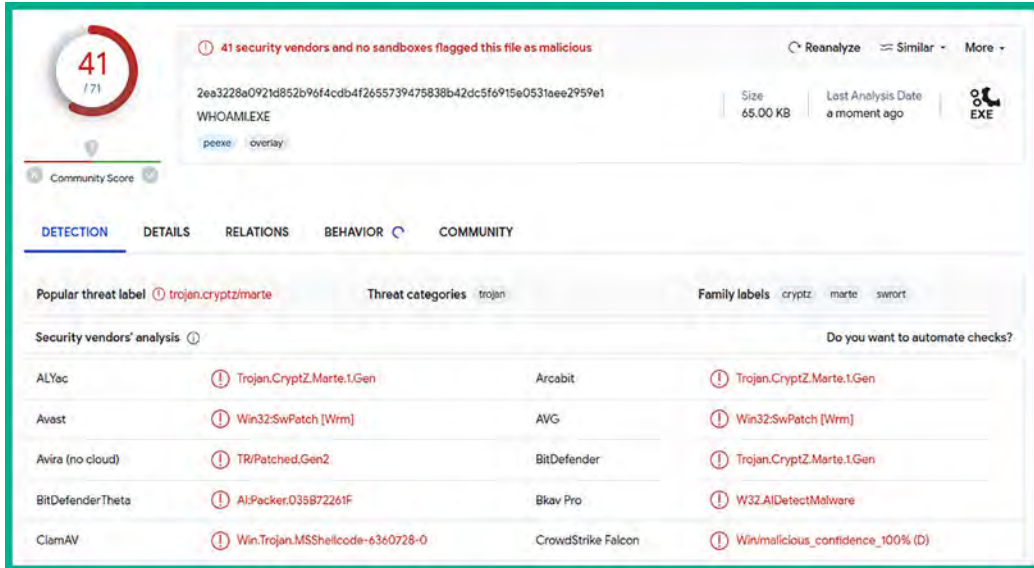 41
/ 71
Community Score
41 security vendors and no sandboxes flagged this file as malicious
Reanalyze Similar More
2ea3228a0921d852b96f4cdb4f2655739475838b42dc5f6915e0531aee2959e1
WHOAMI.EXE
peexe overlay
Size
65.00 KB
Last Analysis Date
a moment ago
EXE
DETECTION DETAILS RELATIONS BEHAVIOR COMMUNITY
Popular threat label trojan.cryptz/marte Threat categories trojan Family labels cryptz marte swrort
Security vendors' analysis Do you want to automate checks?
ALYac Trojan.CryptZ.Marte.1.Gen Arcabit Trojan.CryptZ.Marte.1.Gen
Avast Win32:SwPatch [Wrm] AVG Win32:SwPatch [Wrm]
Avira (no cloud) TR/Patched.Gen2 BitDefender Trojan.CryptZ.Marte.1.Gen
BitDefenderTheta AI:Packer.035B72261F Bkav Pro W32.AIDetectMalware
ClamAV Win.Trojan.MSShellcode-6360728-0 CrowdStrike Falcon Win/malicious_confidence_100% (D)